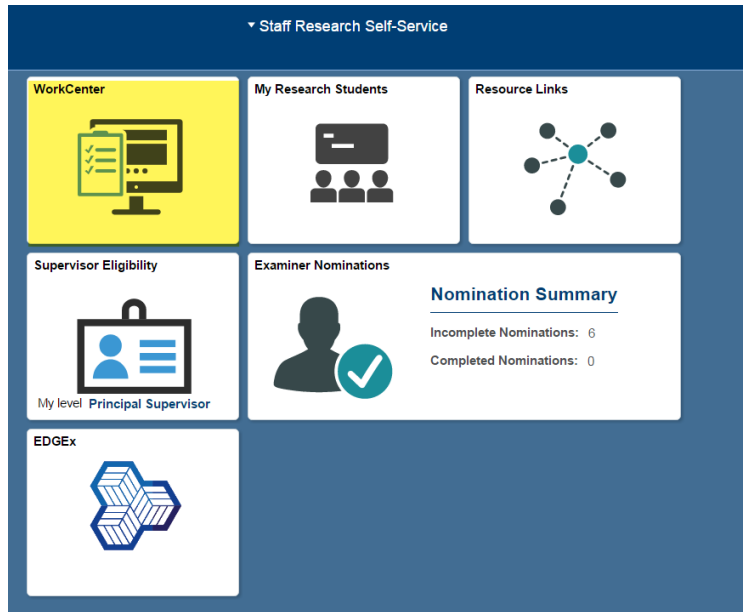 Staff Research Self-Service
WorkCenter
My Research Students
Resource Links
Supervisor Eligibility
My level Principal Supervisor
Examiner Nominations
Nomination Summary
Incomplete Nominations: 6
Completed Nominations: 0
EDGEx